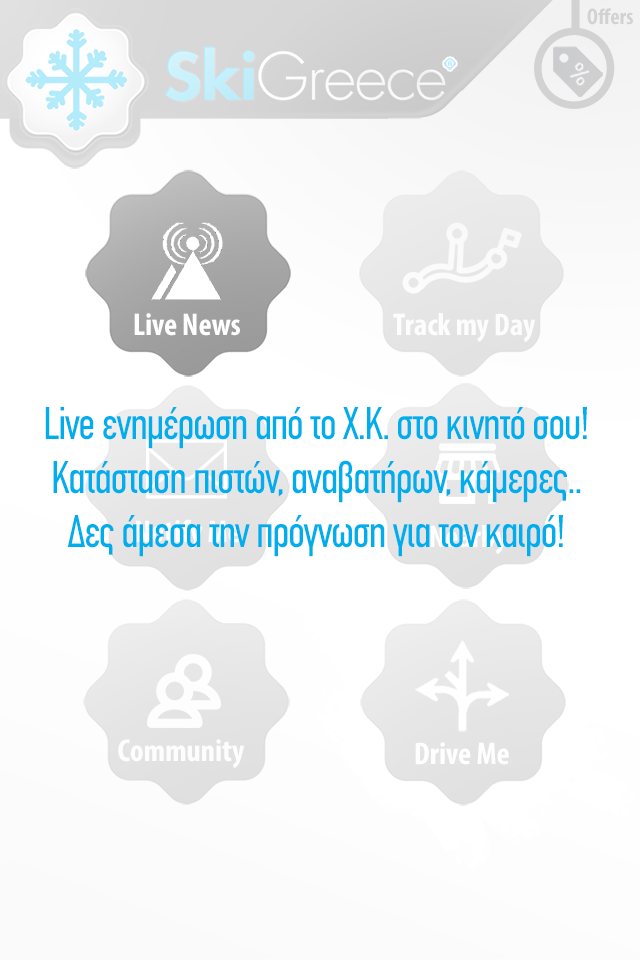 Offers
SkiGreece
Live News
Track my Day
Live ενημέρωση από το Χ.Κ. στο κινητό σου!
Κατάσταση πιστών, αναβατήρων, κάμερες..
Δες άμεσα την πρόγνωση για τον καιρό!
Community
Drive Me